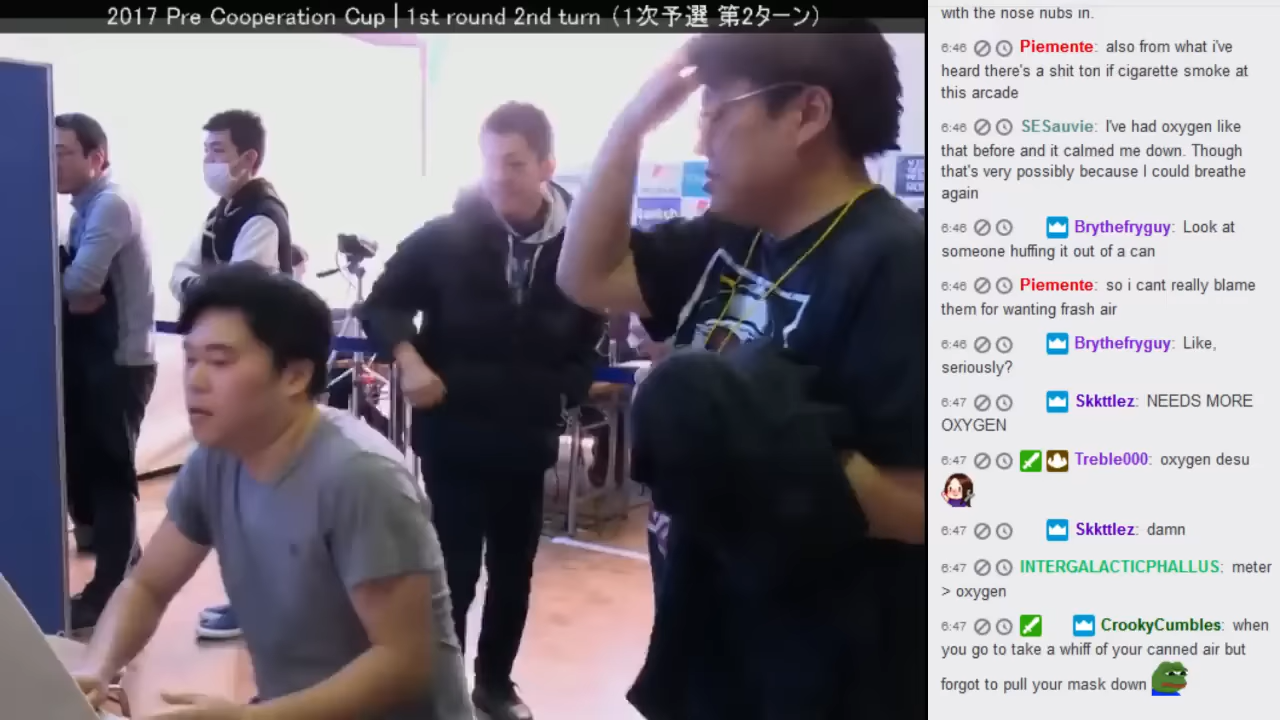 2017 Pre Cooperation Cup | 1st round 2nd turn (1次予選 第2ターン)
with the nose nubs in.
6:46 Piemente: also from what i've
heard there's a shit ton if cigarette smoke at
this arcade
6:46 SESauvie: I've had oxygen like
that before and it calmed me down. Though
that's very possibly because I could breathe
again
6:46 Brythefryguy: Look at
someone huffing it out of a can
6:46 Piemente: so i cant really blame
them for wanting frash air
6:46 Brythefryguy: Like,
seriously?
6:47 Skkttlez: NEEDS MORE
OXYGEN
6:47 Treble000: oxygen desu
6:47 Skkttlez: damn
6:47 INTERGALACTICPHALLUS: meter
> oxygen
6:47 CrookyCumbles: when
you go to take a whiff of your canned air but
forgot to pull your mask down